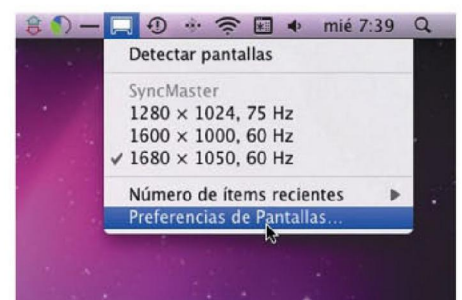 mié 7:39
Detectar pantallas
SyncMaster
1280 × 1024, 75 Hz
1600 × 1000, 60 Hz
✓ 1680 × 1050, 60 Hz
Número de ítems recientes
Preferencias de Pantallas...